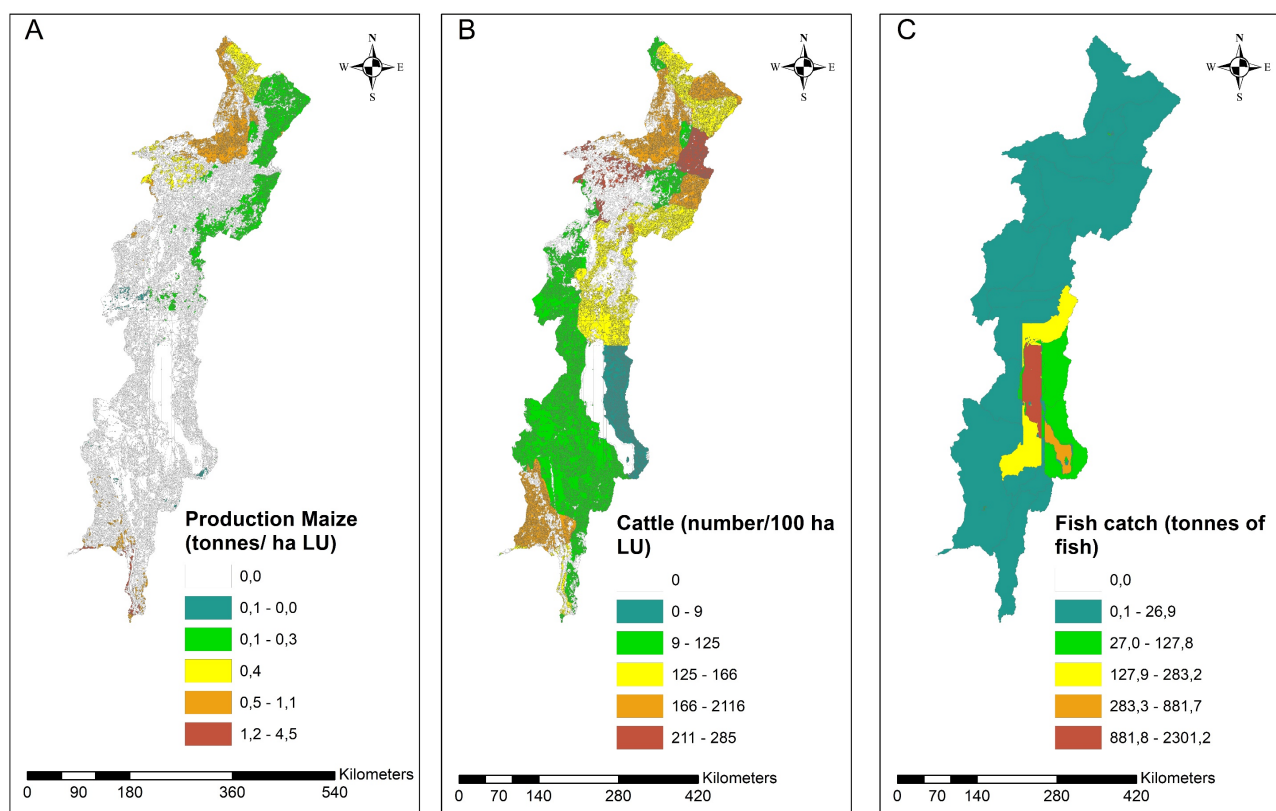 A
N
W E
S
Production Maize
(tonnes/ ha LU)
0,0
0,1 - 0,0
0,1 - 0,3
0,4
0,5 - 1,1
1,2 - 4,5
Kilometers
0 90 180 360 540
B
N
W E
S
Cattle (number/100 ha
LU)
0
0 - 9
9 - 125
125 - 166
166 - 2116
211 - 285
Kilometers
0 70 140 280 420
C
N
W E
S
Fish catch (tonnes of
fish)
0,0
0,1 - 26,9
27,0 - 127,8
127,9 - 283,2
283,3 - 881,7
881,8 - 2301,2
Kilometers
0 70 140 280 420